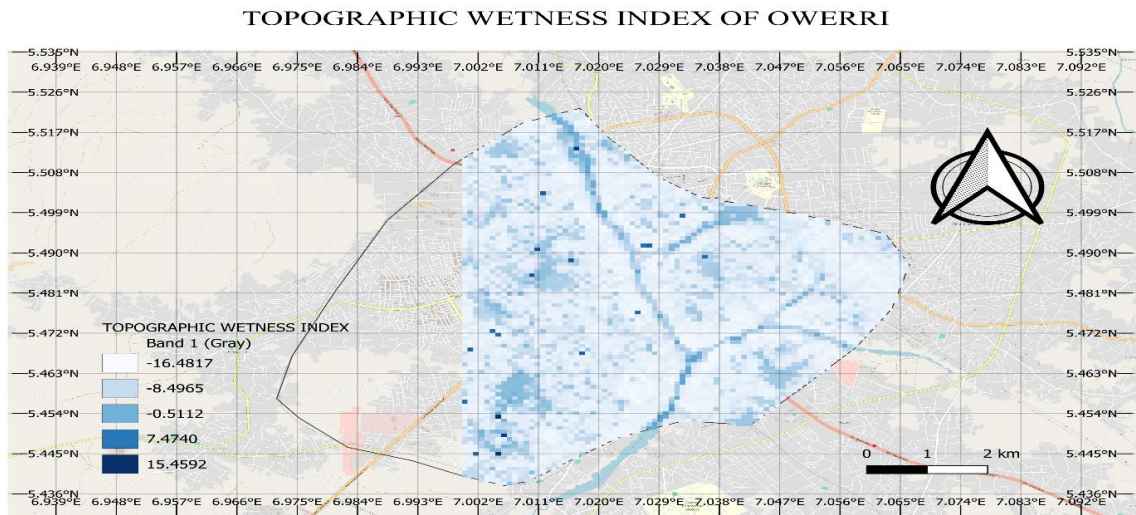 TOPOGRAPHIC WETNESS INDEX OF OWERRI
5.535°N 5.535°N
6.939°E 6.948°E 6.957°E 6.966°E 6.975°E 6.984°E 6.993°E 7.002°E 7.011°E 7.020°E 7.029°E 7.038°E 7.047°E 7.056°E 7.065°E 7.074°E 7.083°E 7.092°E
5.526°N 5.526°N
5.517°N 5.517°N
5.508°N 5.508°N
5.499°N 5.499°N
5.490°N 5.490°N
5.481°N 5.481°N
TOPOGRAPHIC WETNESS INDEX
5.472°N 5.472°N
Band 1 (Gray)
-16.4817
5.463°N 5.463°N
-8.4965
-0.5112
5.454°N 5.454°N
7.4740
0 1 2 km
5.445°N 5.445°N
15.4592
5.436°N 5.436°N
6.939°E 6.948°E 6.957°E 6.966°E 6.975°E 6.984°E 6.993°E 7.002°E 7.011°E 7.020°E 7.029°E 7.038°E 7.047°E 7.056°E 7.065°E 7.074°E 7.083°E 7.092°E